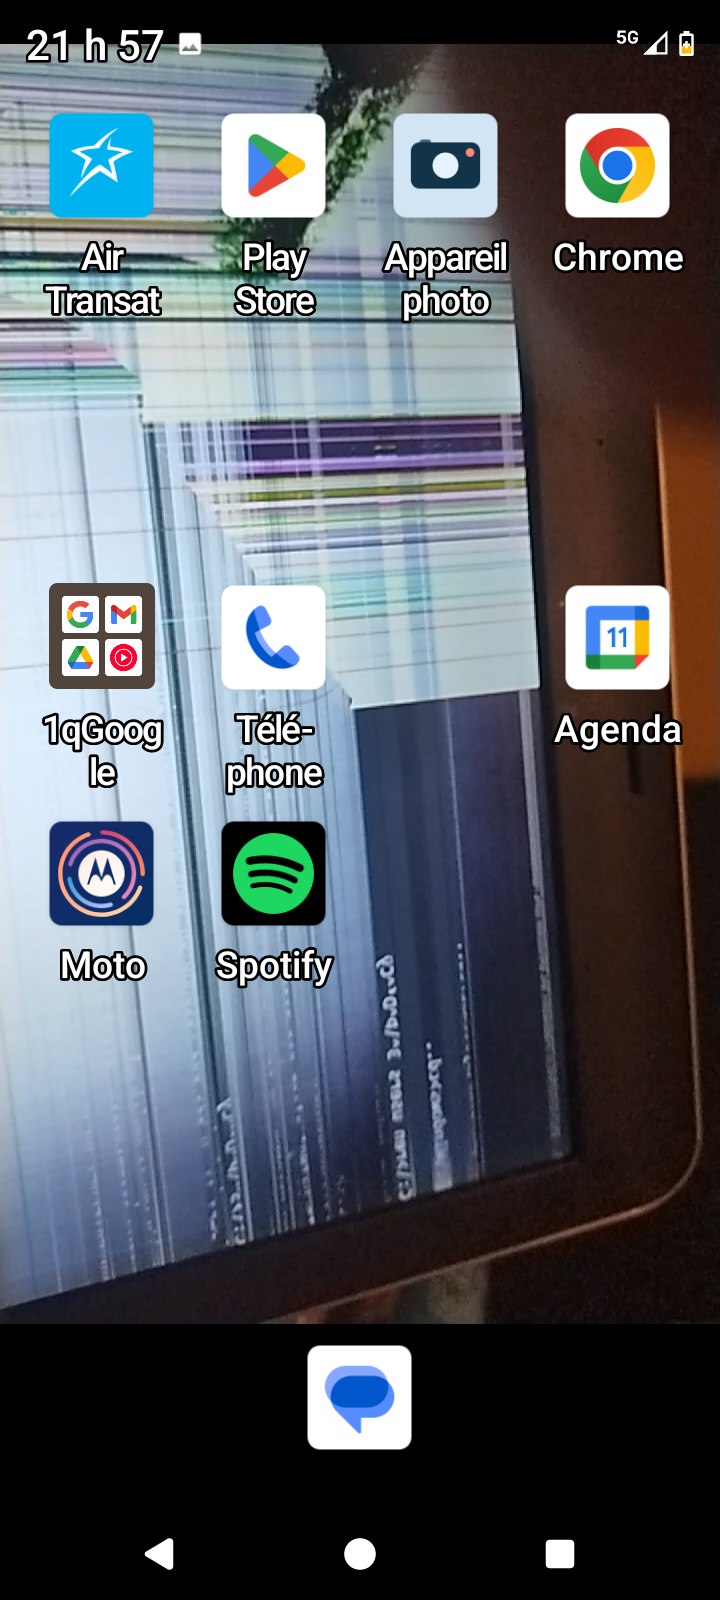 21 h 57 5G
Air Play Appareil Chrome
Transat Store photo
11
1qGoog Télé- Agenda
le phone
Moto Spotify